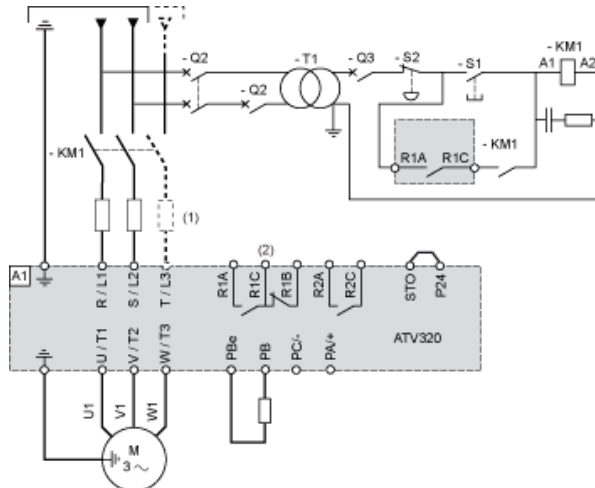 - Q2
- T1
- Q3
- S2
- S1
- KM1
A1
A2
- Q2
- KM1
R1A
R1C
- KM1
(1)
(2)
A1
R / L1
S / L2
T / L3
R1A
R1C
R1B
R2A
R2C
STO
P24
ATV320
U / T1
V / T2
W / T3
PBe
PB
PC/-
PA/+
U1
V1
W1
M
3 ~